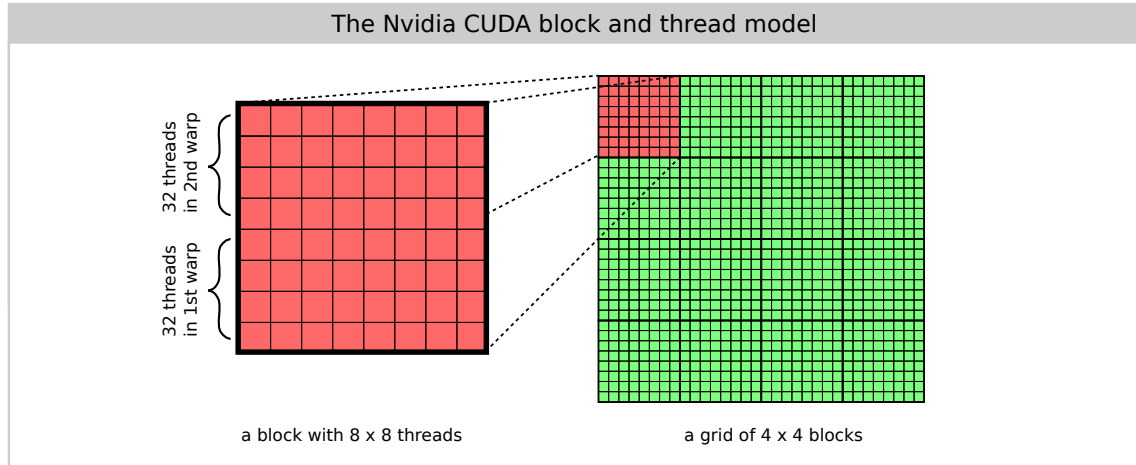 The Nvidia CUDA block and thread model
32 threads
in 2nd warp
32 threads
in 1st warp
a block with 8 x 8 threads
a grid of 4 x 4 blocks